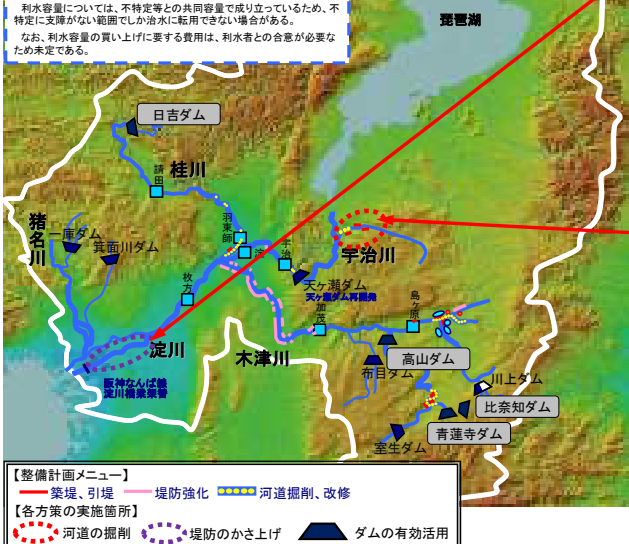 利水容量については、不特定等との共同容量で成り立っているため、不
特定に支障がない範囲でしか治水に転用できない場合がある。
なお、利水容量の買い上げに要する費用は、利水者との合意が必要な
ため未定である。
琵琶湖
日吉ダム
請田
桂川
羽束師
淀
宇治
宇治川
猪名川
一庫ダム
箕面川ダム
天ヶ瀬ダム
天ヶ瀬ダム再開発
枚方
加茂
島ヶ原
淀川
木津川
高山ダム
布目ダム
川上ダム
阪神なんば線
淀川橋梁架替
比奈知ダム
青蓮寺ダム
室生ダム
【整備計画メニュー】
築堤、引堤 堤防強化 河道掘削、改修
【各方策の実施箇所】
河道の掘削 堤防のかさ上げ ダムの有効活用